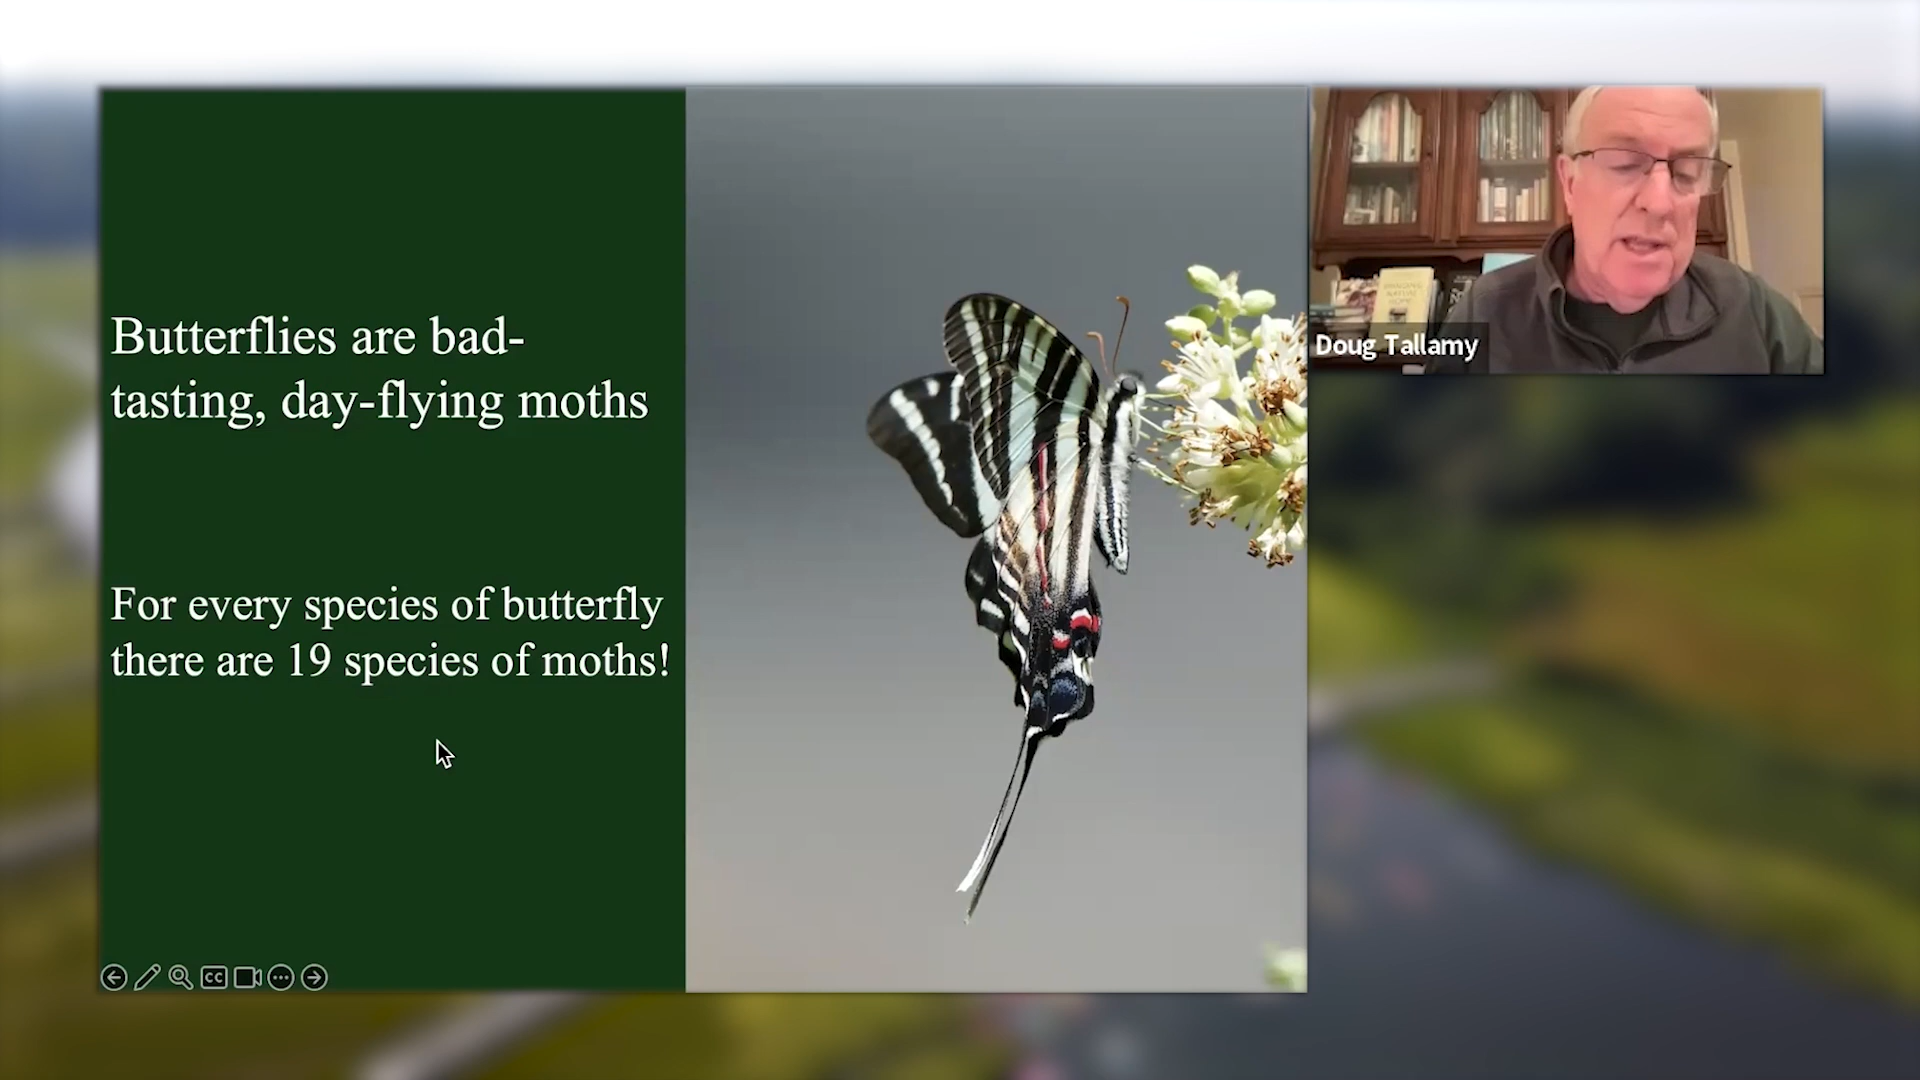 Butterflies are bad-
tasting, day-flying moths
For every species of butterfly
there are 19 species of moths!
Doug Tallamy
CC